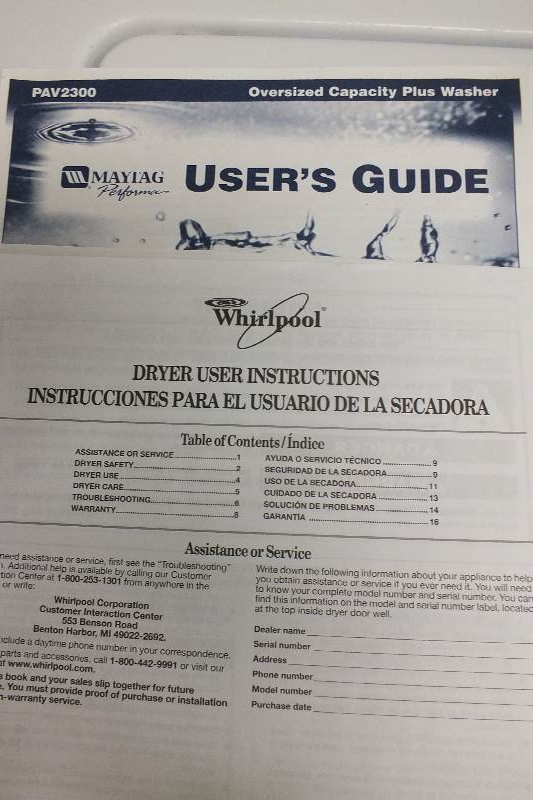 PAV2300 Oversized Capacity Plus Washer
MAYTAG
Performa
USER'S GUIDE
Whirlpool®
DRYER USER INSTRUCTIONS
INSTRUCCIONES PARA EL USUARIO DE LA SECADORA
Table of Contents/Índice
ASSISTANCE OR SERVICE....................1
DRYER SAFETY....................2
DRYER USE....................4
DRYER CARE....................5
TROUBLESHOOTING....................6
WARRANTY....................8
AYUDA O SERVICIO TÉCNICO....................9
SEGURIDAD DE LA SECADORA....................9
USO DE LA SECADORA....................11
CUIDADO DE LA SECADORA....................13
SOLUCIÓN DE PROBLEMAS....................14
GARANTÍA....................16
Assistance or Service
need assistance or service, first see the "Troubleshooting"
. Additional help is available by calling our Customer
tion Center at 1-800-253-1301 from anywhere in the
or write:
Whirlpool Corporation
Customer Interaction Center
553 Benson Road
Benton Harbor, MI 49022-2692.
include a daytime phone number in your correspondence.
parts and accessories, call 1-800-442-9991 or visit our
at www.whirlpool.com.
s book and your sales slip together for future
e. You must provide proof of purchase or installation
n-warranty service.
Write down the following information about your appliance to help
you obtain assistance or service if you ever need it. You will need
to know your complete model number and serial number. You can
find this information on the model and serial number label, located
at the top inside dryer door well.
Dealer name
Serial number
Address
Phone number
Model number
Purchase date